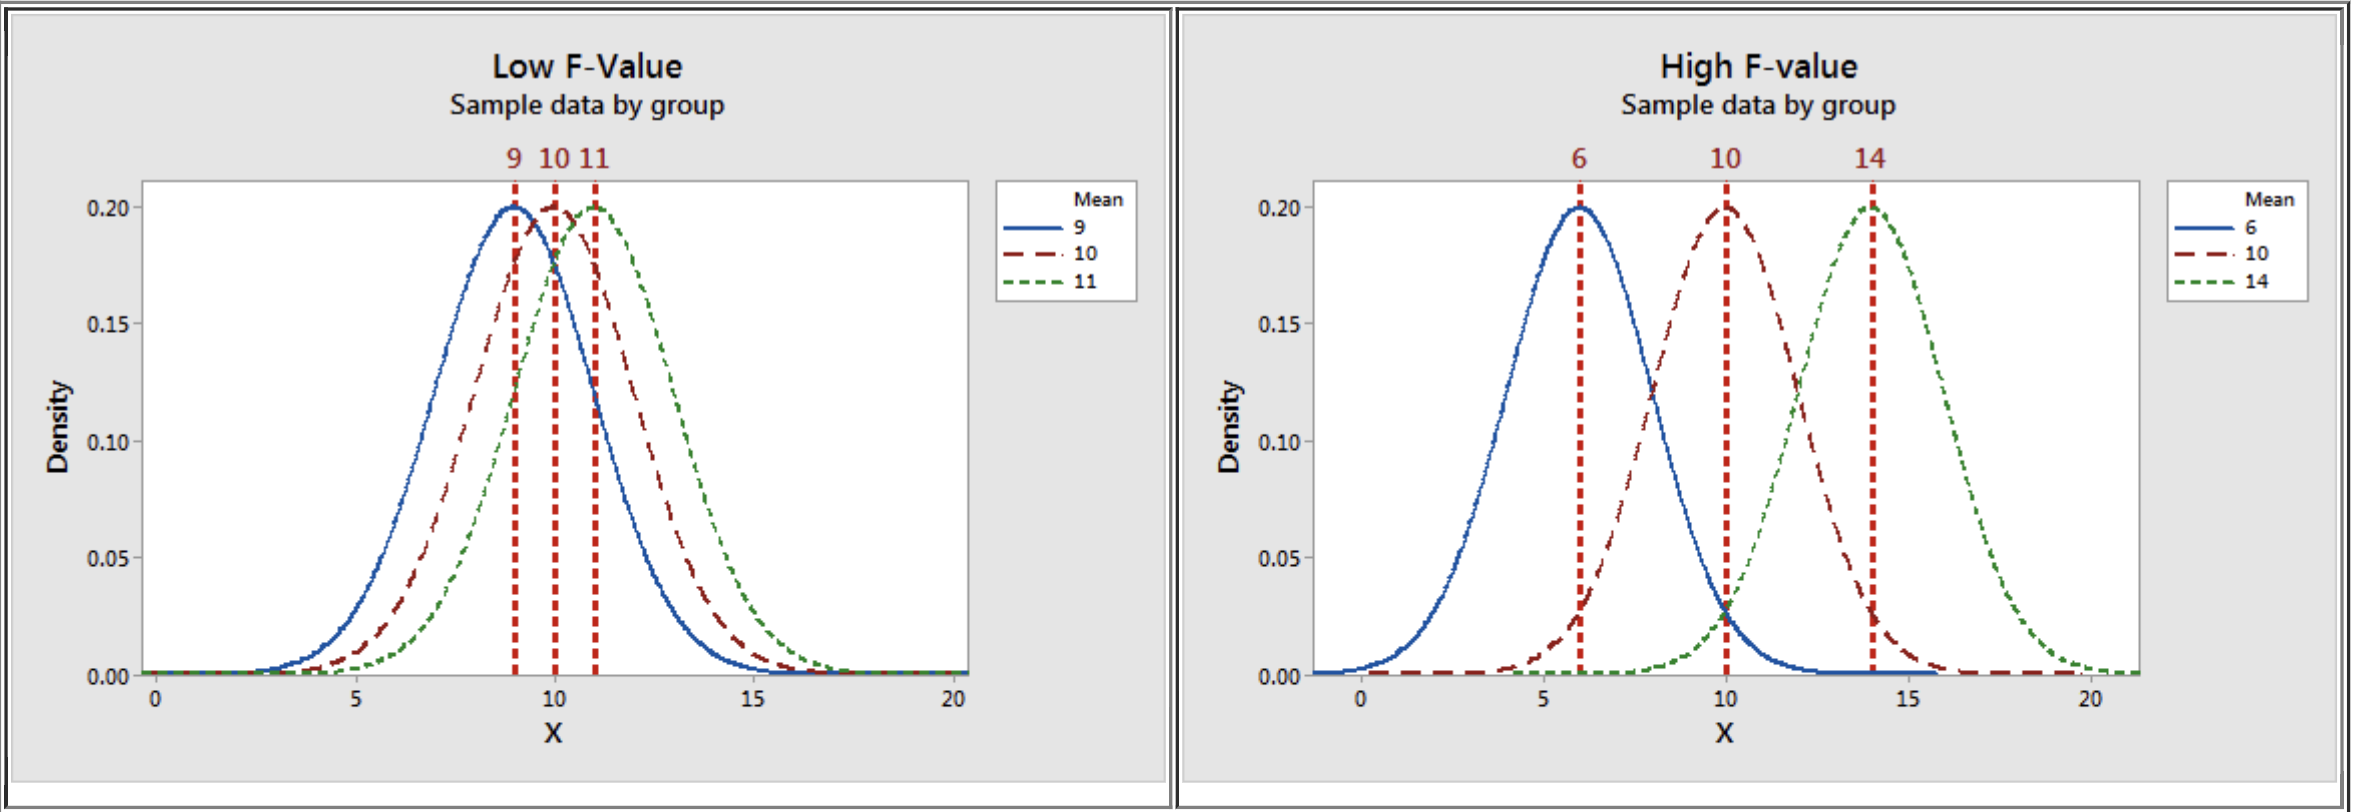 Low F-Value
Sample data by group
9 10 11
Mean
9
10
11
0.20
0.15
0.10
0.05
0.00
Density
0 5 10 15 20
X
High F-value
Sample data by group
6 10 14
Mean
6
10
14
0.20
0.15
0.10
0.05
0.00
Density
0 5 10 15 20
X